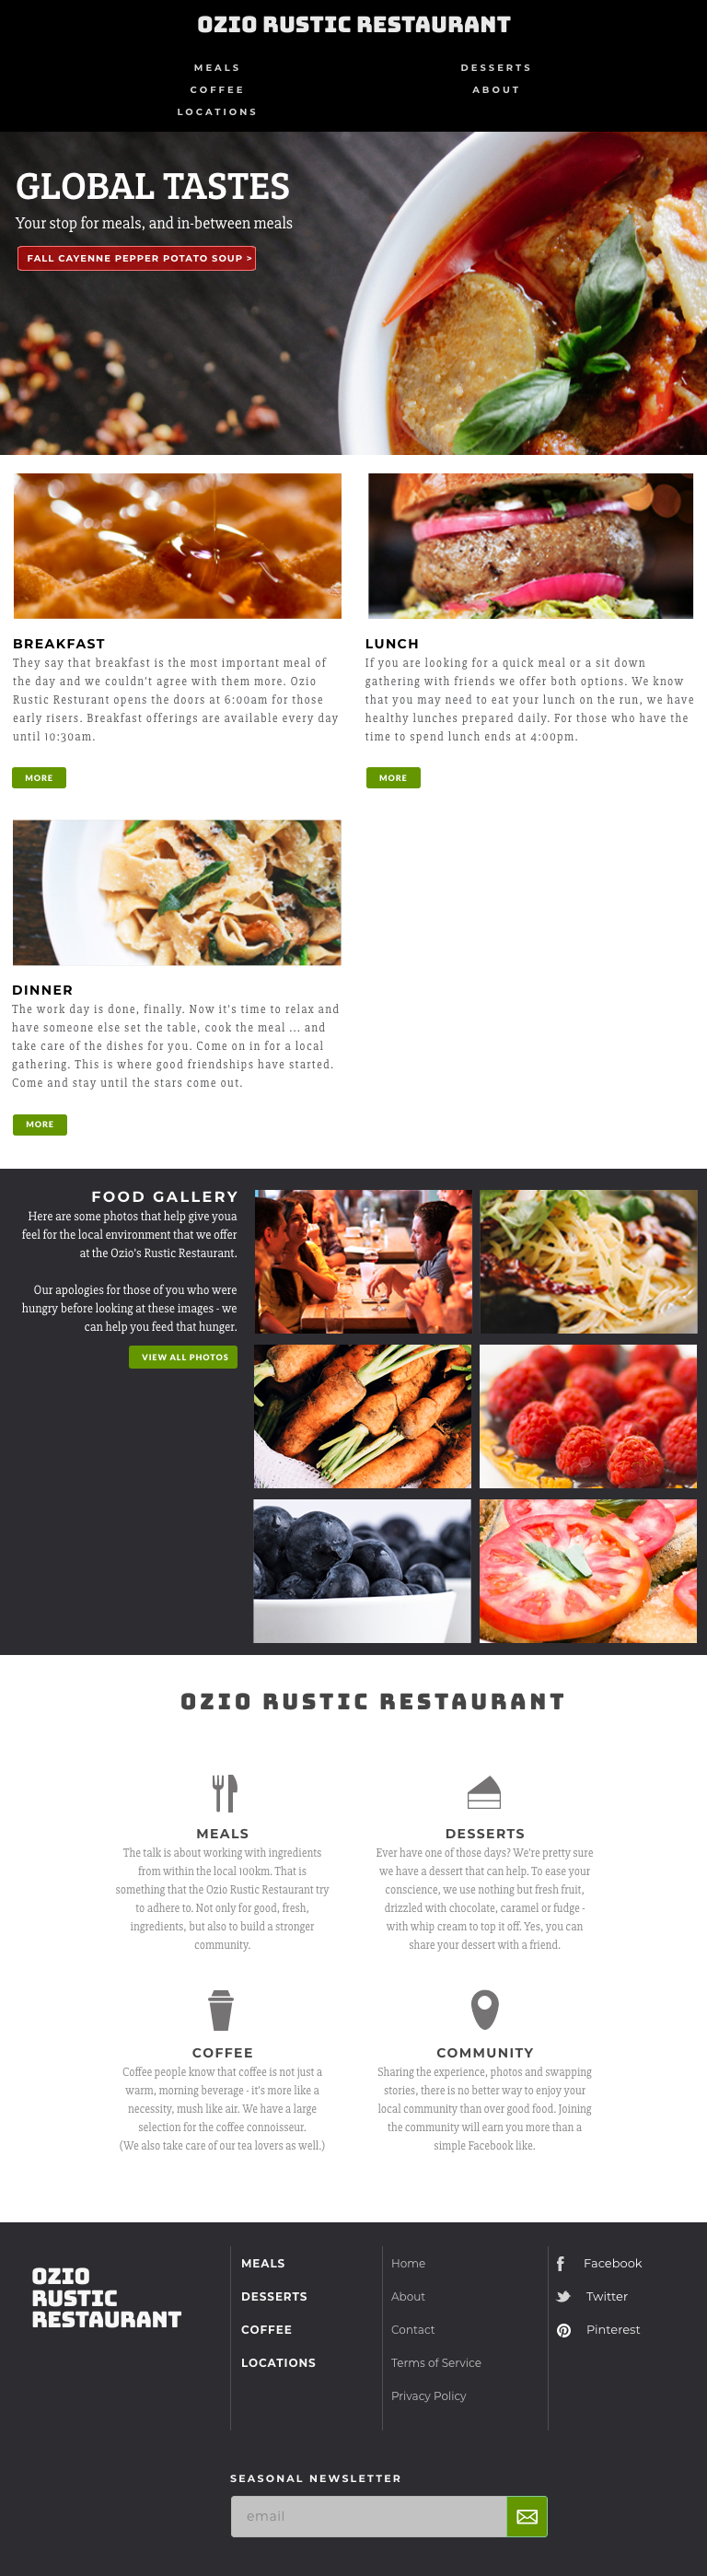 OZIO RUSTIC RESTAURANT
MEALS
DESSERTS
COFFEE
ABOUT
LOCATIONS
GLOBAL TASTES
Your stop for meals, and in-between meals
FALL CAYENNE PEPPER POTATO SOUP >
BREAKFAST
They say that breakfast is the most important meal of
the day and we couldn't agree with them more. Ozio
Rustic Resturant opens the doors at 6:00am for those
early risers. Breakfast offerings are available every day
until 10:30am.
MORE
LUNCH
If you are looking for a quick meal or a sit down
gathering with friends we offer both options. We know
that you may need to eat your lunch on the run, we have
healthy lunches prepared daily. For those who have the
time to spend lunch ends at 4:00pm.
MORE
DINNER
The work day is done, finally. Now it's time to relax and
have someone else set the table, cook the meal ... and
take care of the dishes for you. Come on in for a local
gathering. This is where good friendships have started.
Come and stay until the stars come out.
MORE
FOOD GALLERY
Here are some photos that help give youa
feel for the local environment that we offer
at the Ozio's Rustic Restaurant.
Our apologies for those of you who were
hungry before looking at these images - we
can help you feed that hunger.
VIEW ALL PHOTOS
OZIO RUSTIC RESTAURANT
MEALS
The talk is about working with ingredients
from within the local 100km. That is
something that the Ozio Rustic Restaurant try
to adhere to. Not only for good, fresh,
ingredients, but also to build a stronger
community.
DESSERTS
Ever have one of those days? We're pretty sure
we have a dessert that can help. To ease your
conscience, we use nothing but fresh fruit,
drizzled with chocolate, caramel or fudge -
with whip cream to top it off. Yes, you can
share your dessert with a friend.
COFFEE
Coffee people know that coffee is not just a
warm, morning beverage - it's more like a
necessity, mush like air. We have a large
selection for the coffee connoisseur.
(We also take care of our tea lovers as well.)
COMMUNITY
Sharing the experience, photos and swapping
stories, there is no better way to enjoy your
local community than over good food. Joining
the community will earn you more than a
simple Facebook like.
OZIO
RUSTIC
RESTAURANT
MEALS
DESSERTS
COFFEE
LOCATIONS
Home
About
Contact
Terms of Service
Privacy Policy
Facebook
Twitter
Pinterest
SEASONAL NEWSLETTER
email